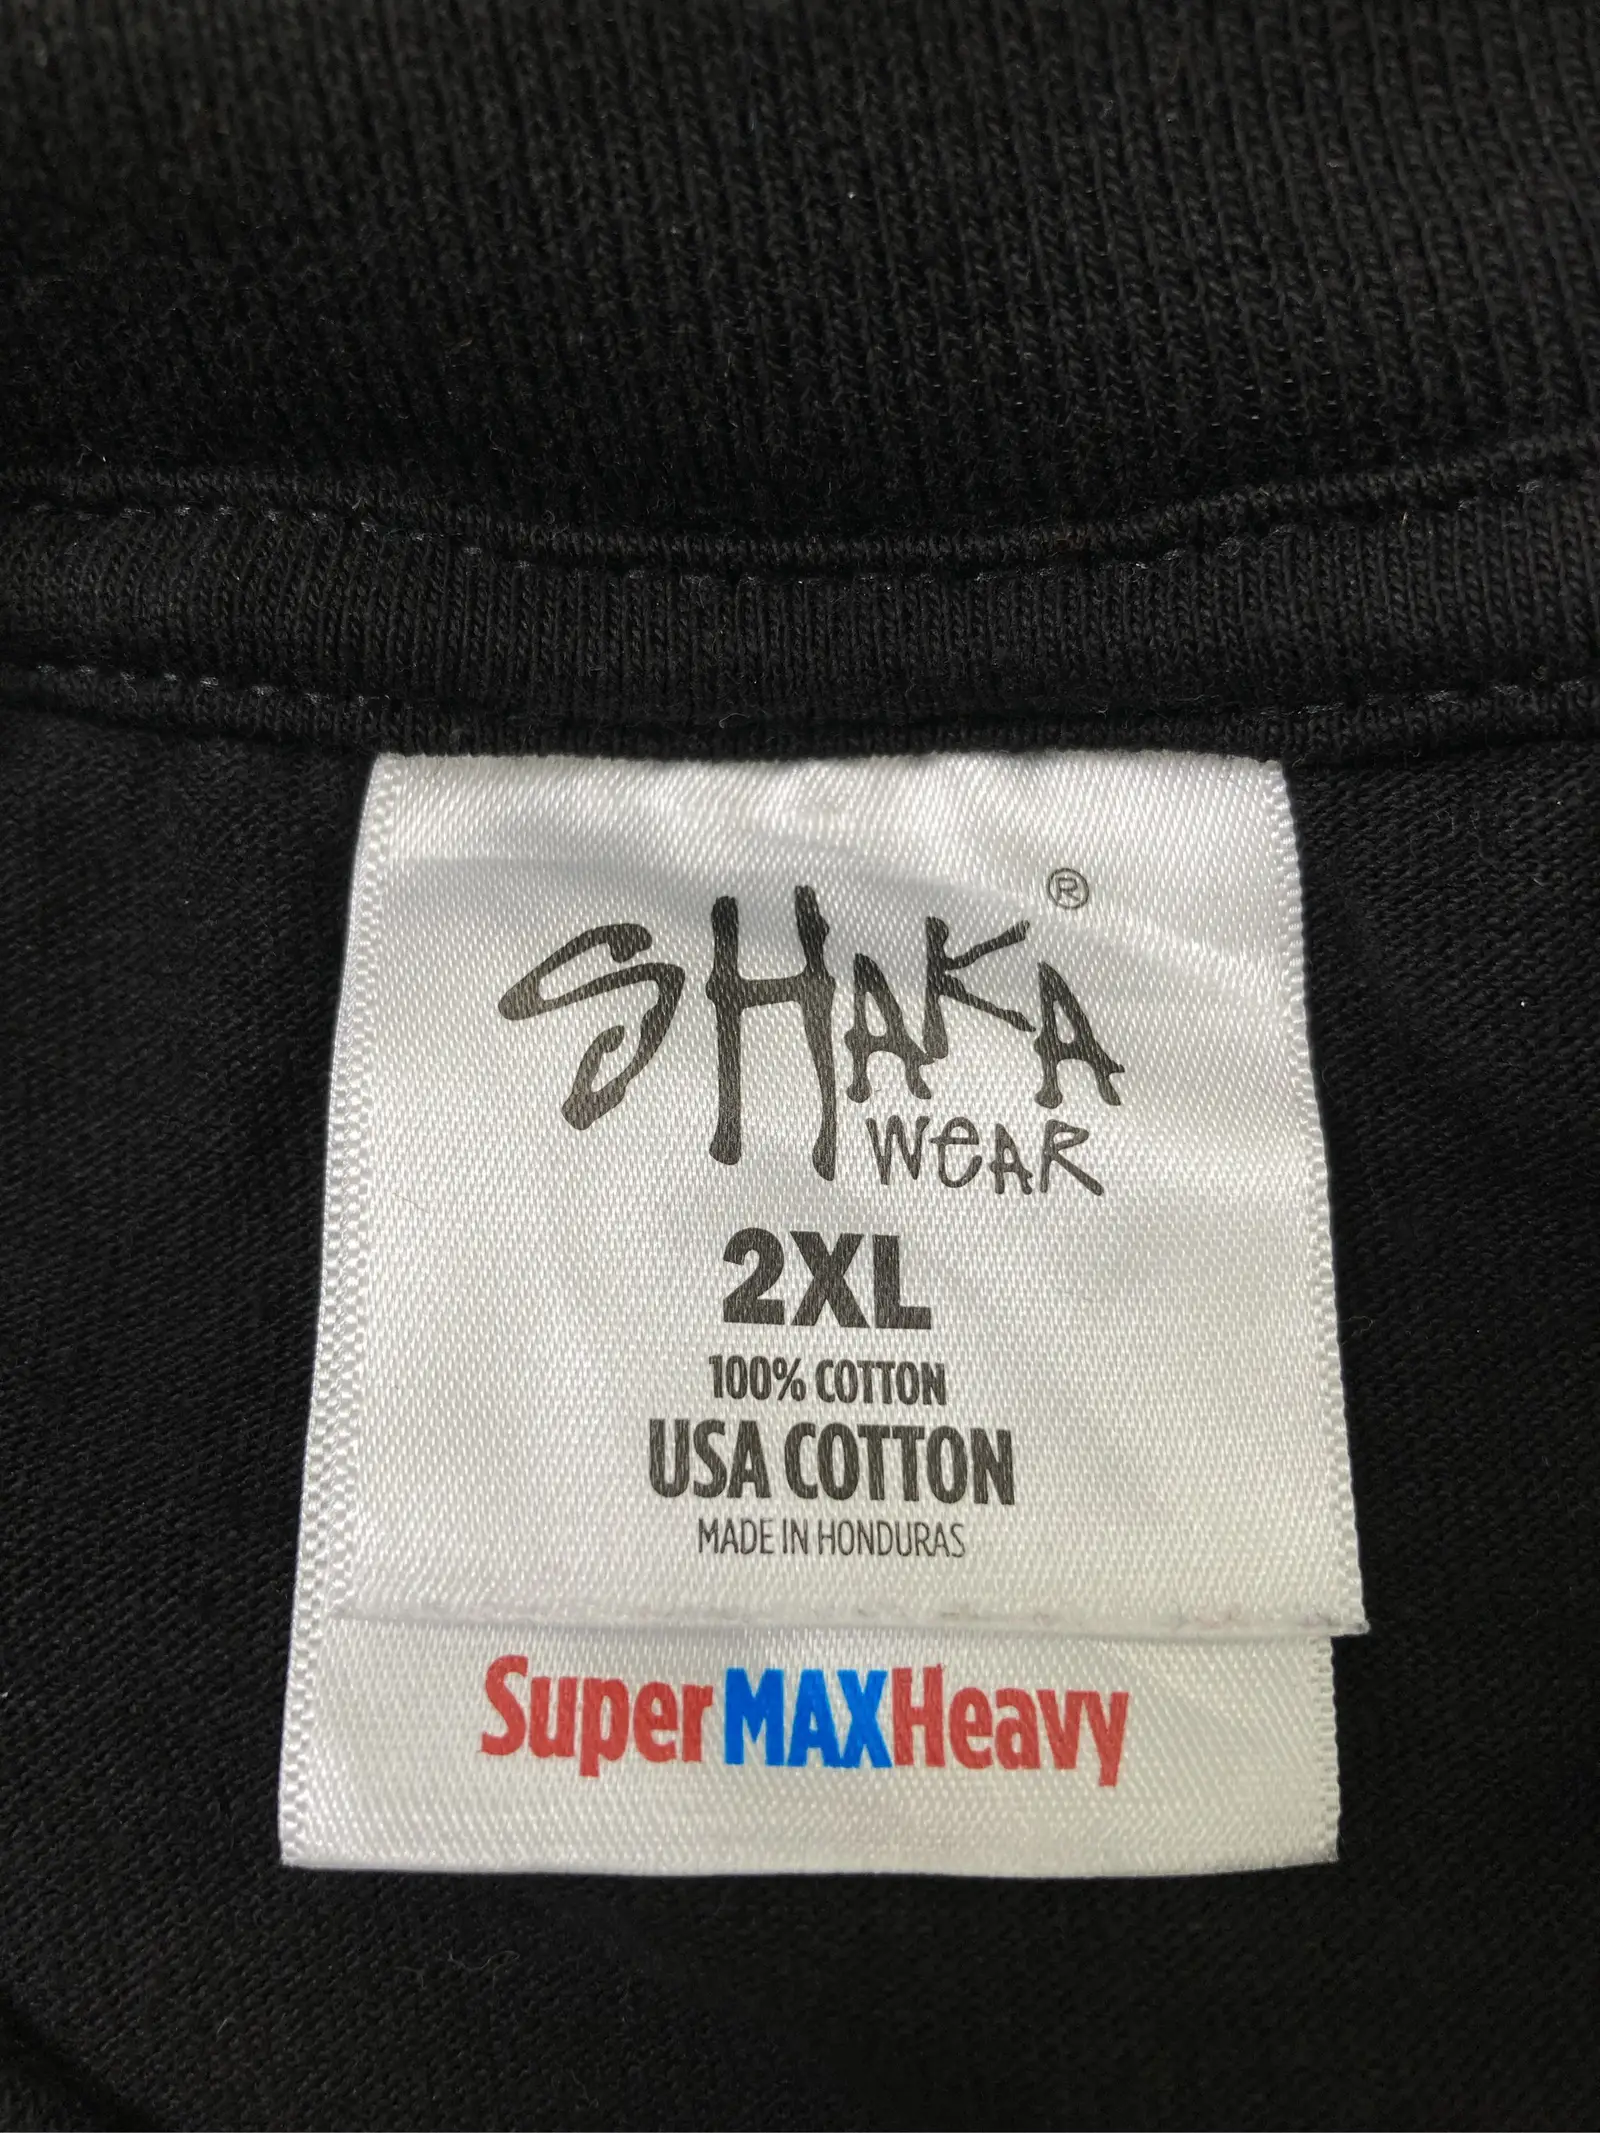 SHAKA ®
WeAR
2XL
100% COTTON
USA COTTON
MADE IN HONDURAS
SuperMAXHeavy